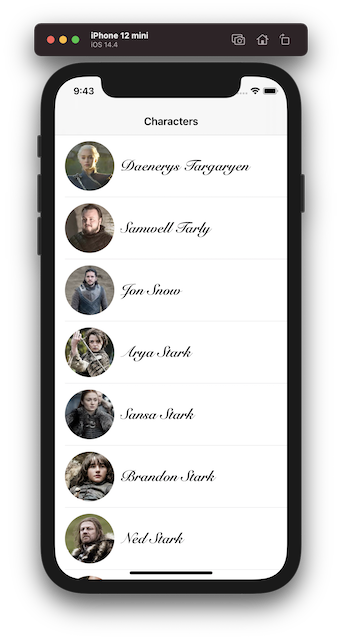 iPhone 12 mini
iOS 14.4
9:43
Characters
Daenerys Targaryen
Samwell Tarly
Jon Snow
Arya Stark
Sansa Stark
Brandon Stark
Ned Stark